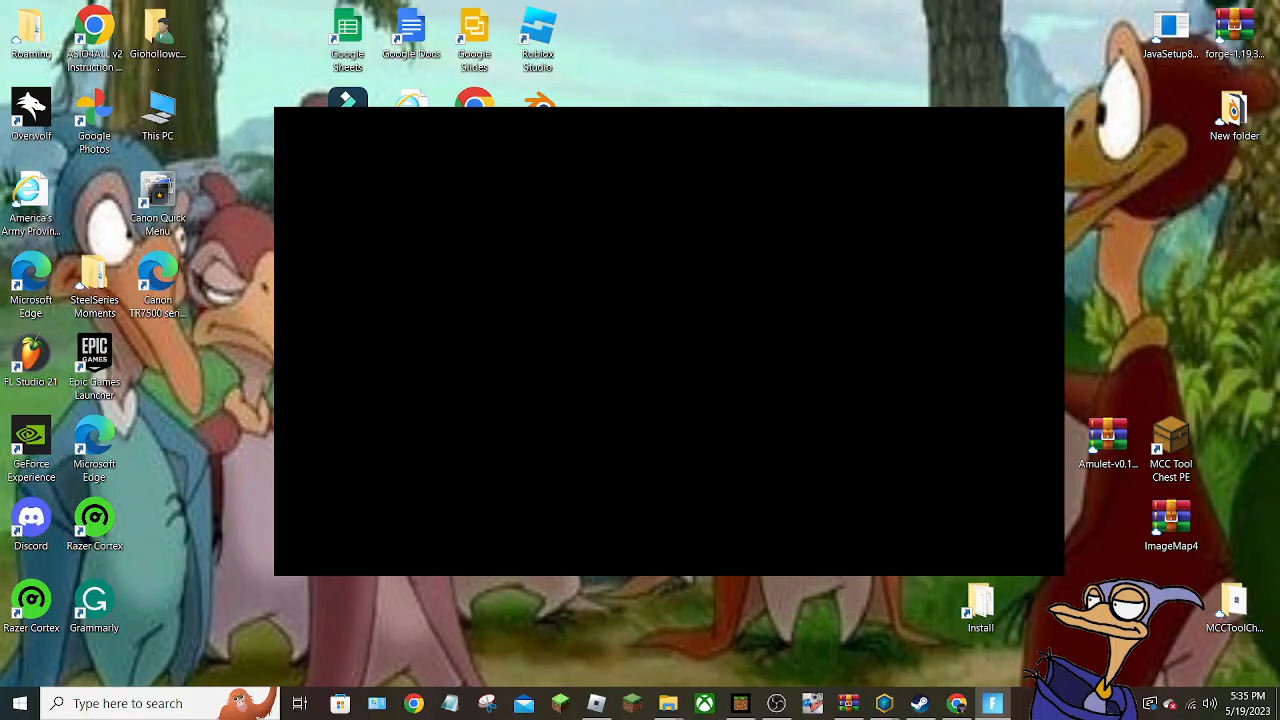 Roaming
ASUS WALL v2
instruction ...
Giohollowc...
.
Google
Sheets
Google Docs
Google
Slides
Roblox
Studio
JavaSetup8...
forge-1.19.3...
Overwolf
Google
Photos
This PC
New folder
America's
Army Provin...
Canon Quick
Menu
Microsoft
Edge
SteelSeries
Moments
Canon
TR7500 seri...
FL Studio 21
EPIC
GAMES
Epic Games
Launcher
GeForce
Experience
Microsoft
Edge
Amulet-v0.1...
MCC Tool
Chest PE
Discord
Razer Cortex
ImageMap4
Razer Cortex
Grammarly
Install
MCCToolCh...
Type here to search
5:35 PM
5/19/2023